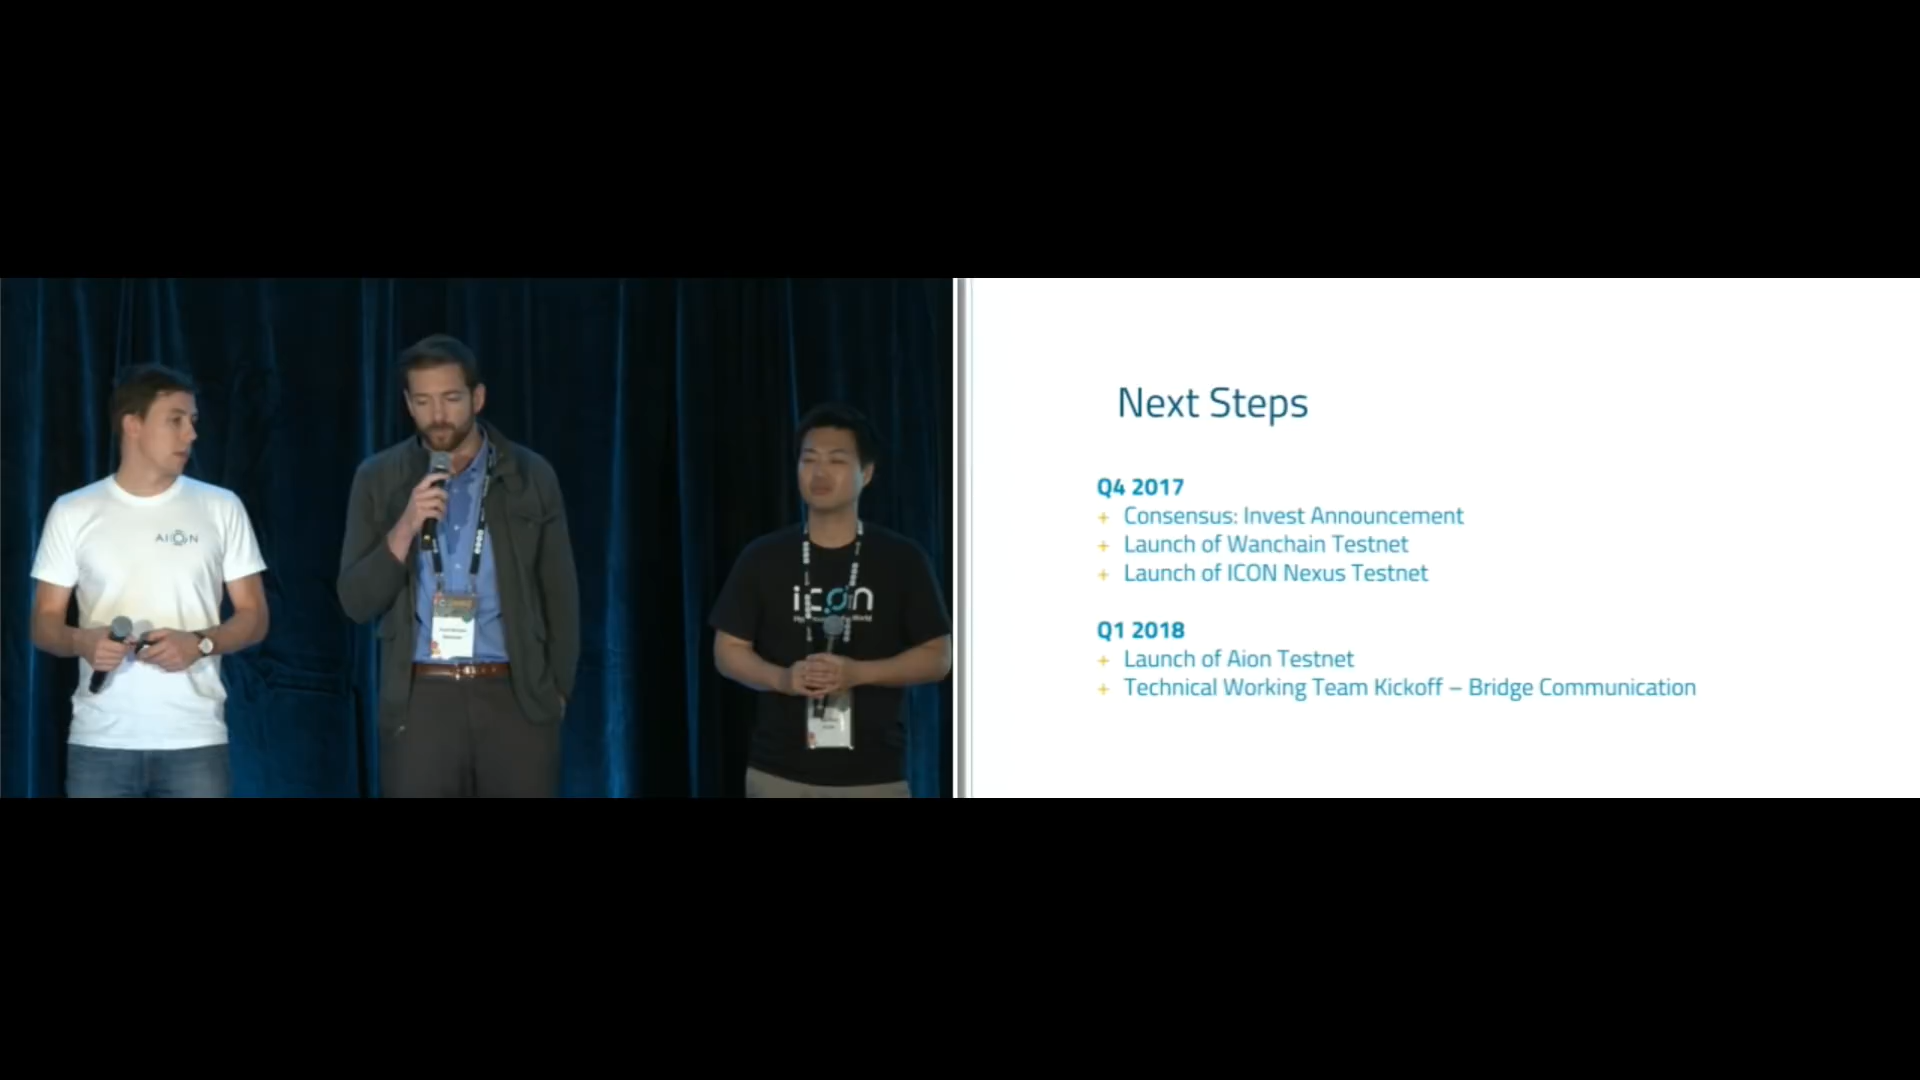 AION
icon
World
Next Steps
Q4 2017
+ Consensus: Invest Announcement
+ Launch of Wanchain Testnet
+ Launch of ICON Nexus Testnet
Q1 2018
+ Launch of Aion Testnet
+ Technical Working Team Kickoff – Bridge Communication